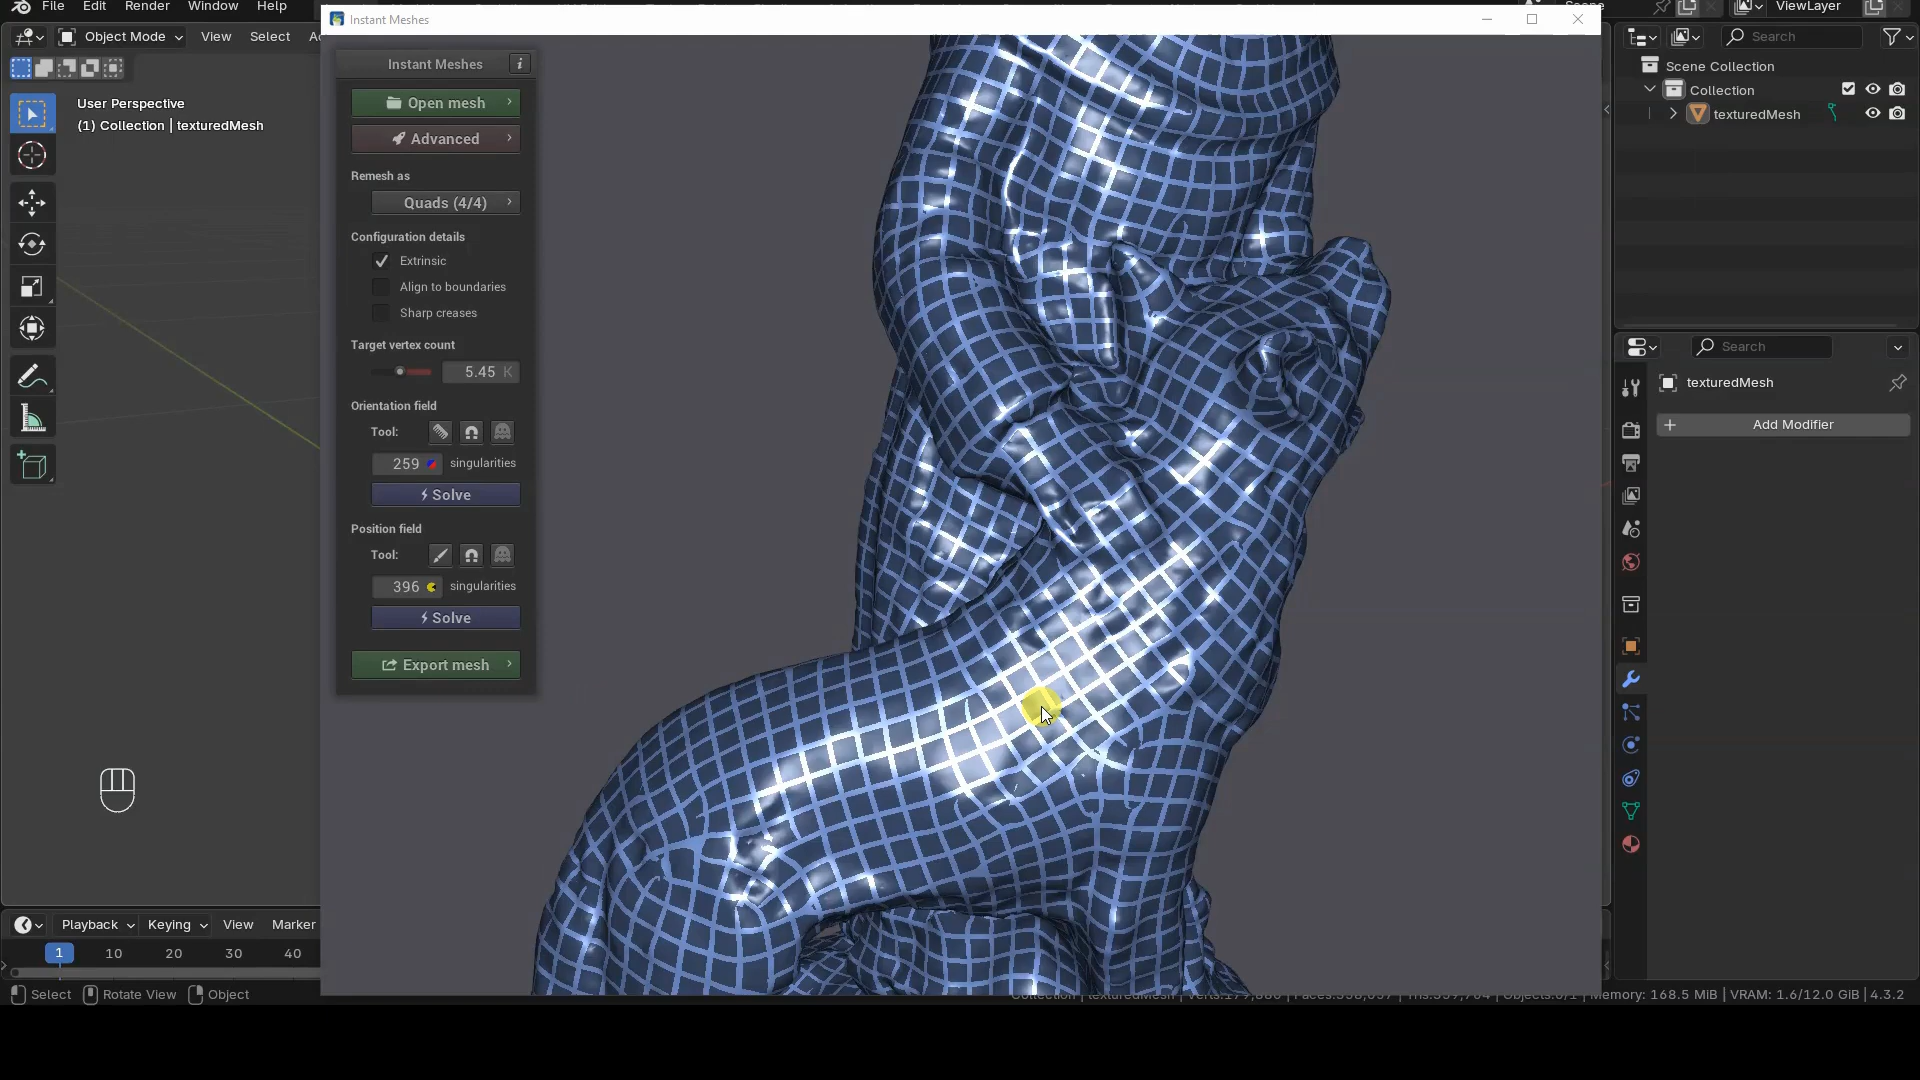 File Edit Render Window Help
Instant Meshes
Scene
ViewLayer
Object Mode
View
Select
Search
Scene Collection
Collection
texturedMesh
User Perspective
(1) Collection | texturedMesh
Instant Meshes
Open mesh
Advanced
Remesh as
Quads (4/4)
Configuration details
Extrinsic
Align to boundaries
Sharp creases
Target vertex count
5.45 K
Orientation field
Tool:
259 singularities
Solve
Position field
Tool:
396 singularities
Solve
Export mesh
Search
texturedMesh
Add Modifier
Playback
Keying
View
Marker
1 10 20 30 40
Select
Rotate View
Object
Memory: 168.5 MiB | VRAM: 1.6/12.0 GiB | 4.3.2